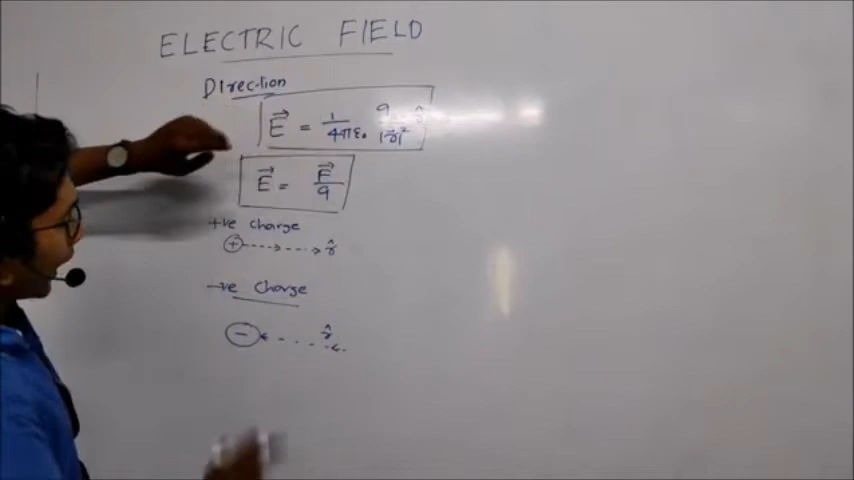 ELECTRIC FIELD
Direction
E⃗ = 1/4πε₀ q/|r⃗|² . r̂
E⃗ = F⃗/q
+ve charge
+ r̂
-ve charge
- r̂